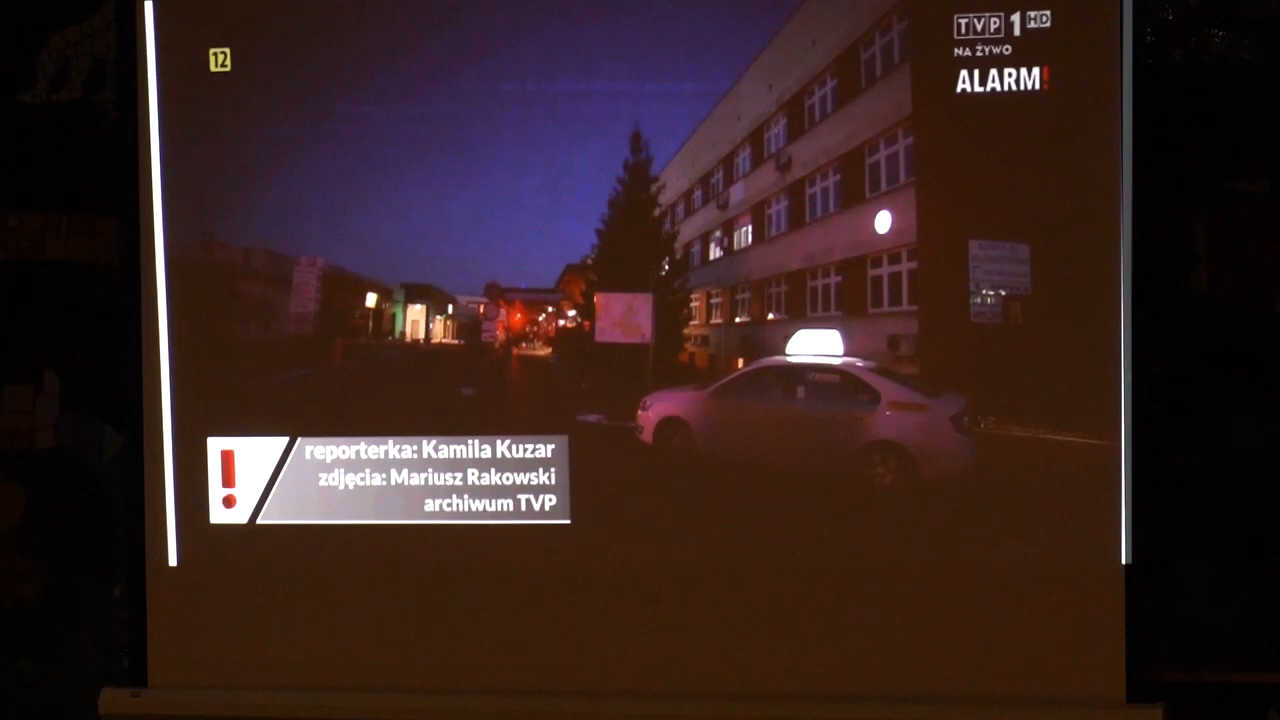 12
TVP 1 HD
NA ŻYWO
ALARM!
reporterka: Kamila Kuzar
zdjęcia: Mariusz Rakowski
archiwum TVP